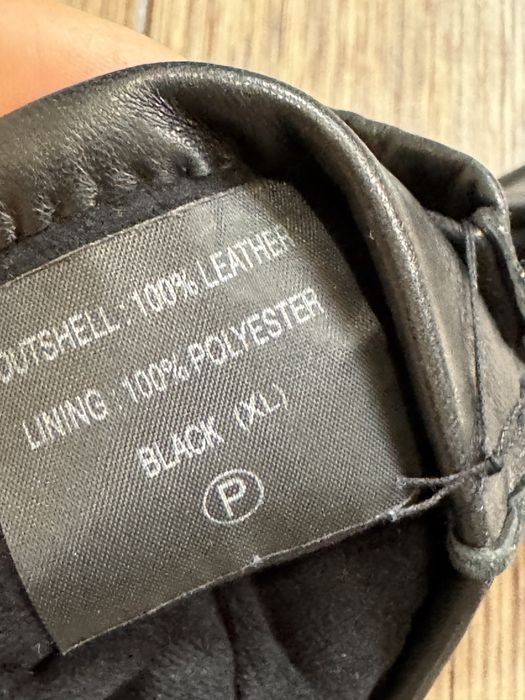 OUTSHELL : 100% LEATHER
LINING : 100% POLYESTER
BLACK (XL)
P